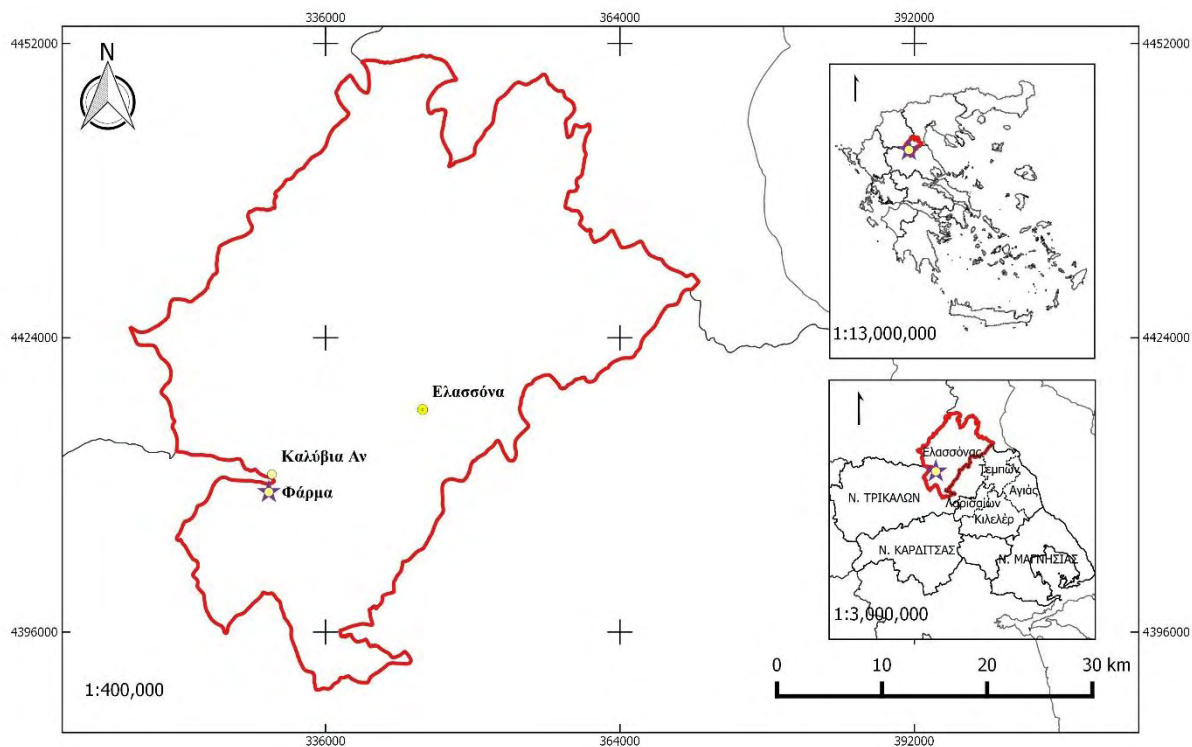 336000 364000 392000
4452000 4452000
N
1:13,000,000
4424000 4424000
Ελασσόνα
Καλύβια Αν
Φάρμα
Ελασσόνας
Τεμπών
Αγιάς
Ν. ΤΡΙΚΑΛΩΝ
Λαρισαίων
Κιλελέρ
Ν. ΚΑΡΔΙΤΣΑΣ
Ν. ΜΑΓΝΗΣΙΑΣ
1:3,000,000
4396000 4396000
0 10 20 30 km
1:400,000
336000 364000 392000